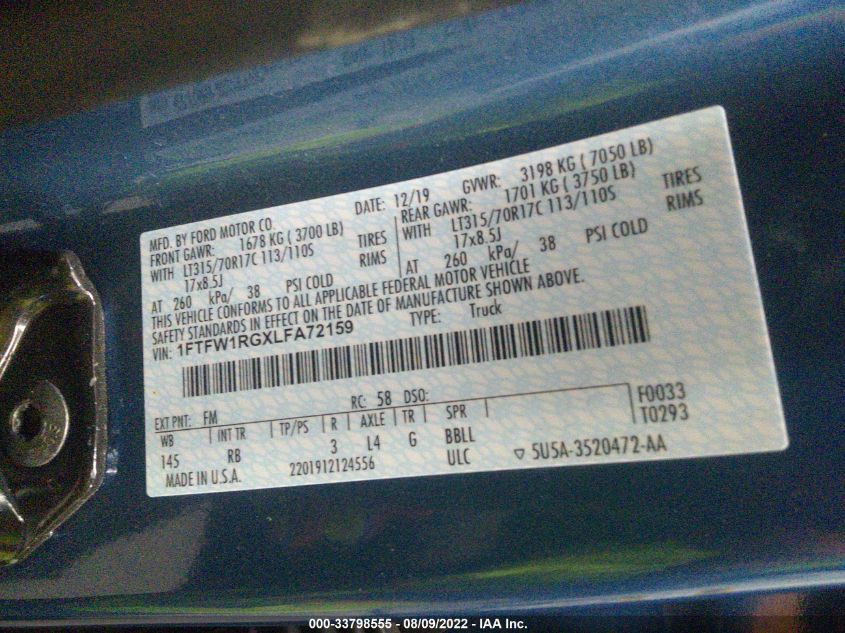 MFD. BY FORD MOTOR CO.
DATE: 12/19 GVWR: 3198 KG ( 7050 LB)
FRONT GAWR: 1678 KG ( 3700 LB) REAR GAWR: 1701 KG ( 3750 LB)
WITH LT315/70R17C 113/110S TIRES WITH LT315/70R17C 113/110S TIRES
17x8.5J RIMS 17x8.5J RIMS
AT 260 kPa/ 38 PSI COLD AT 260 kPa/ 38 PSI COLD
THIS VEHICLE CONFORMS TO ALL APPLICABLE FEDERAL MOTOR VEHICLE
SAFETY STANDARDS IN EFFECT ON THE DATE OF MANUFACTURE SHOWN ABOVE.
VIN: 1FTFW1RGXLFA72159 TYPE: Truck
EXT PNT: FM RC: 58 DSO: F0033
WB INT TR TP/PS R AXLE TR SPR T0293
145 RB 3 L4 G BBLL
MADE IN U.S.A. 2201912124556 ULC 5U5A-3520472-AA
000-33798555 - 08/09/2022 - IAA Inc.